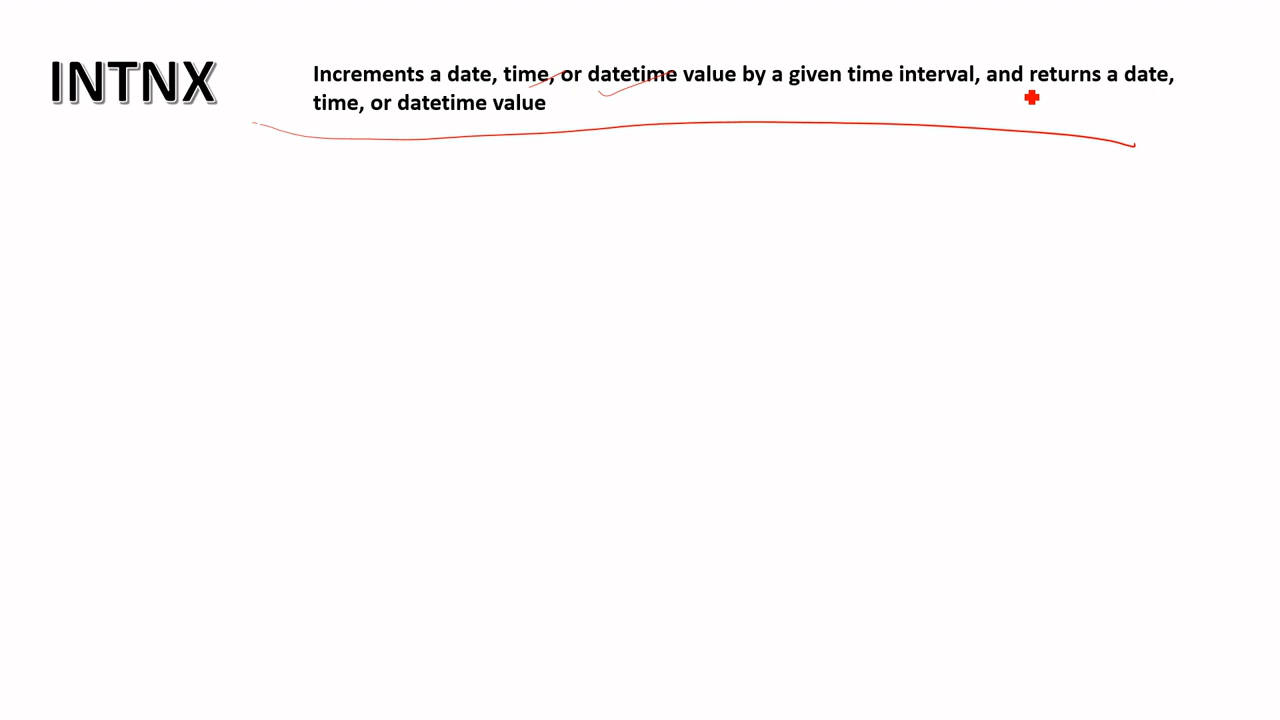 INTNX
Increments a date, time, or datetime value by a given time interval, and returns a date,
time, or datetime value